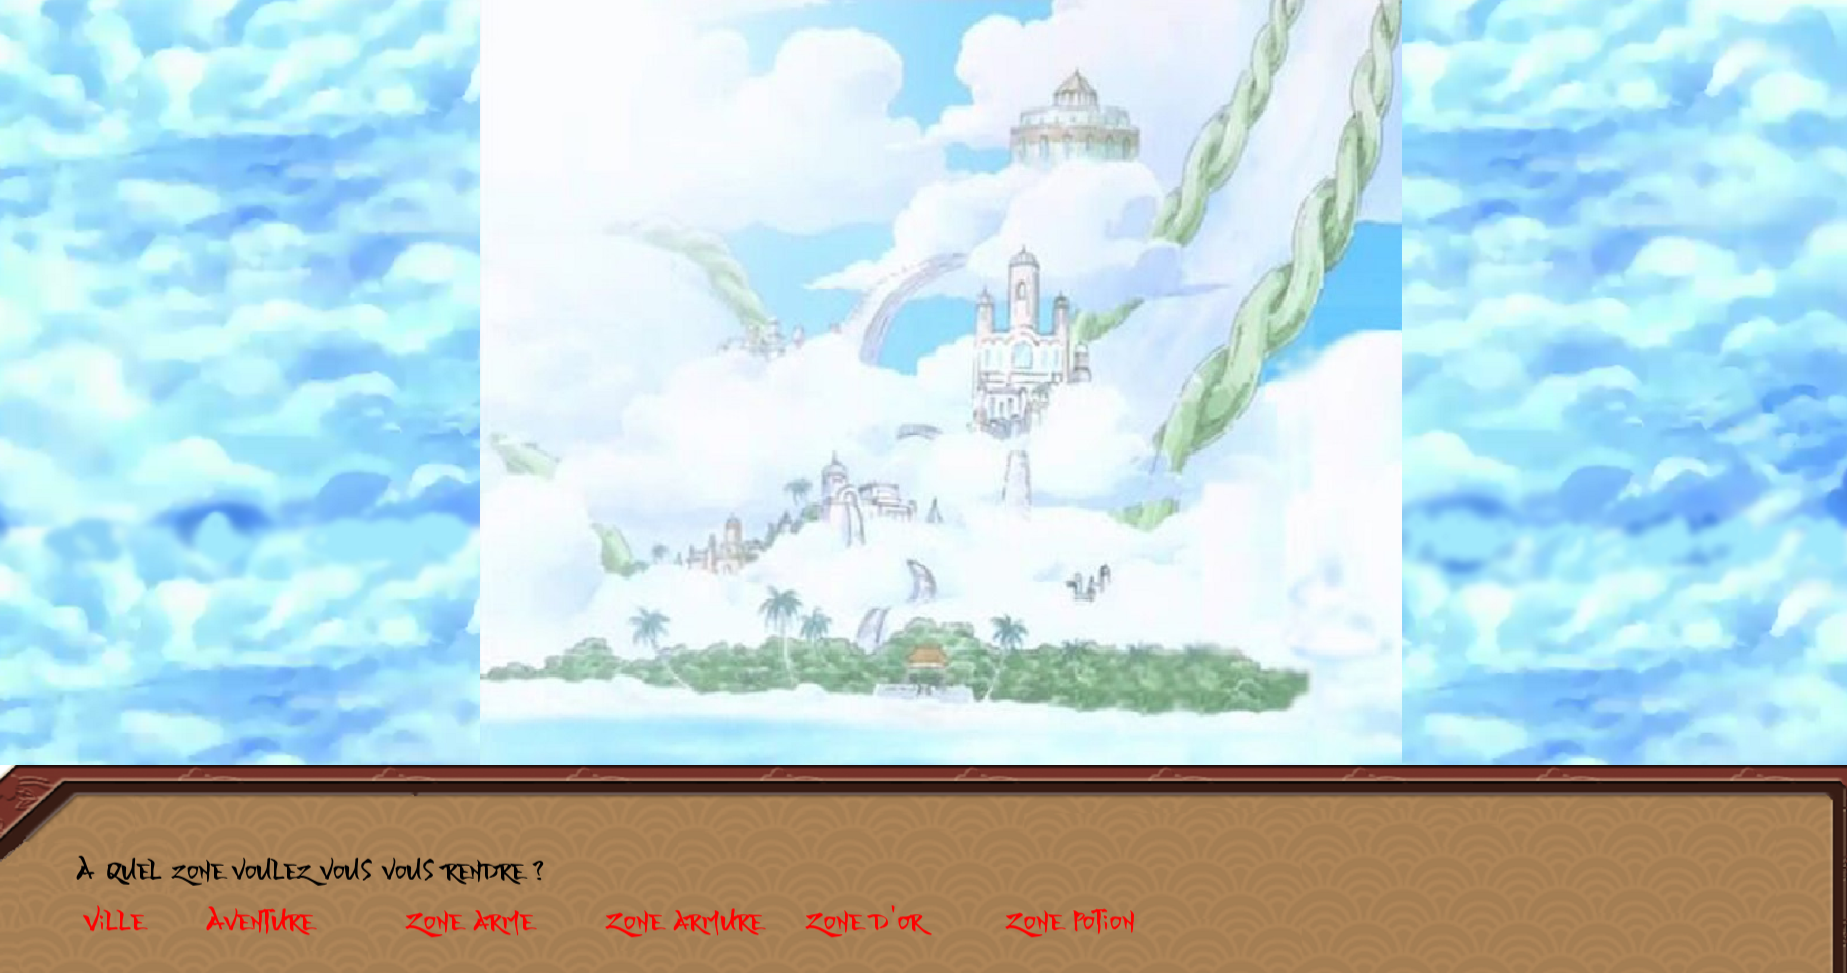 À QUEL ZONE VOULEZ VOUS VOUS RENDRE ?
VILLE AVENTURE ZONE ARME ZONE ARMURE ZONE D'OR ZONE POTION